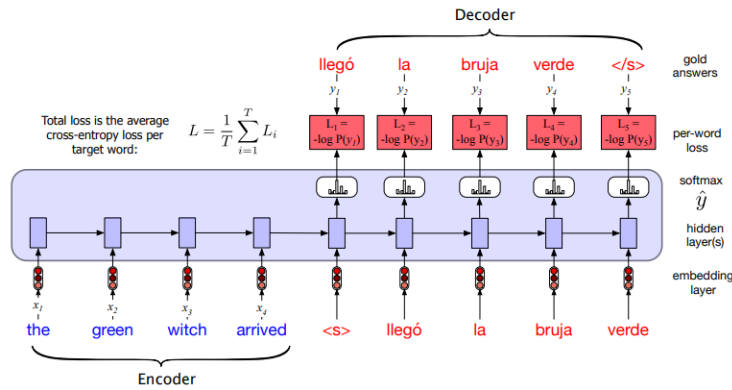 Decoder
llegó la bruja verde </s>
gold answers
y1 y2 y3 y4 y5
Total loss is the average cross-entropy loss per target word:
L = 1/T ∑_{i=1}^{T} L_i
L1 = -log P(y1)
L2 = -log P(y2)
L3 = -log P(y3)
L4 = -log P(y4)
L5 = -log P(y5)
per-word loss
softmax
ŷ
hidden layer(s)
embedding layer
x1 x2 x3 x4
the green witch arrived <s> llegó la bruja verde
Encoder